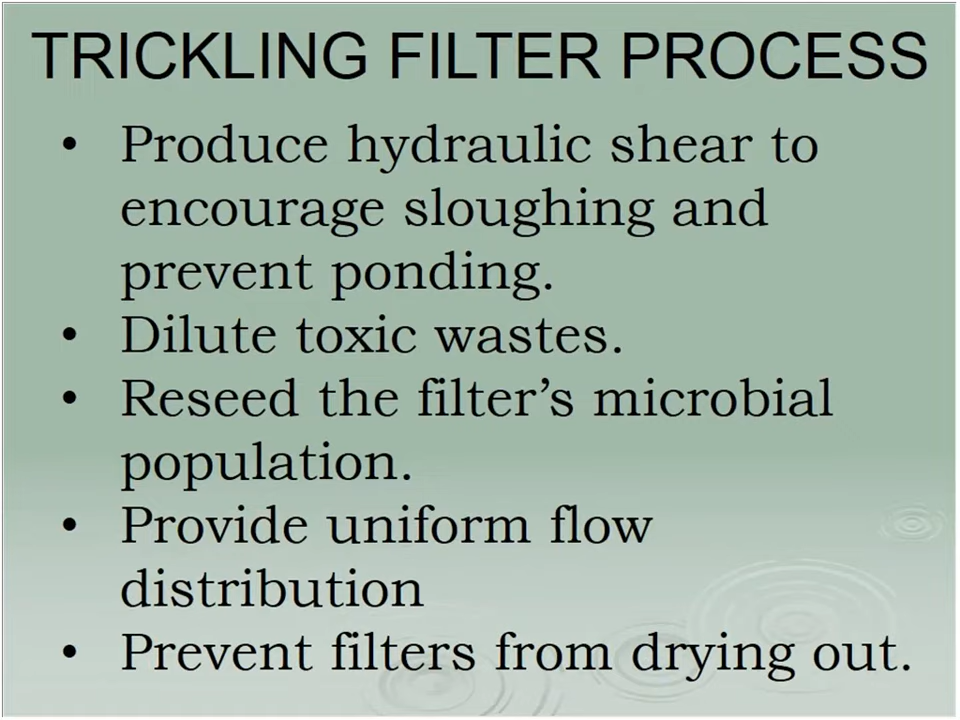 TRICKLING FILTER PROCESS
• Produce hydraulic shear to
encourage sloughing and
prevent ponding.
• Dilute toxic wastes.
• Reseed the filter’s microbial
population.
• Provide uniform flow
distribution
• Prevent filters from drying out.